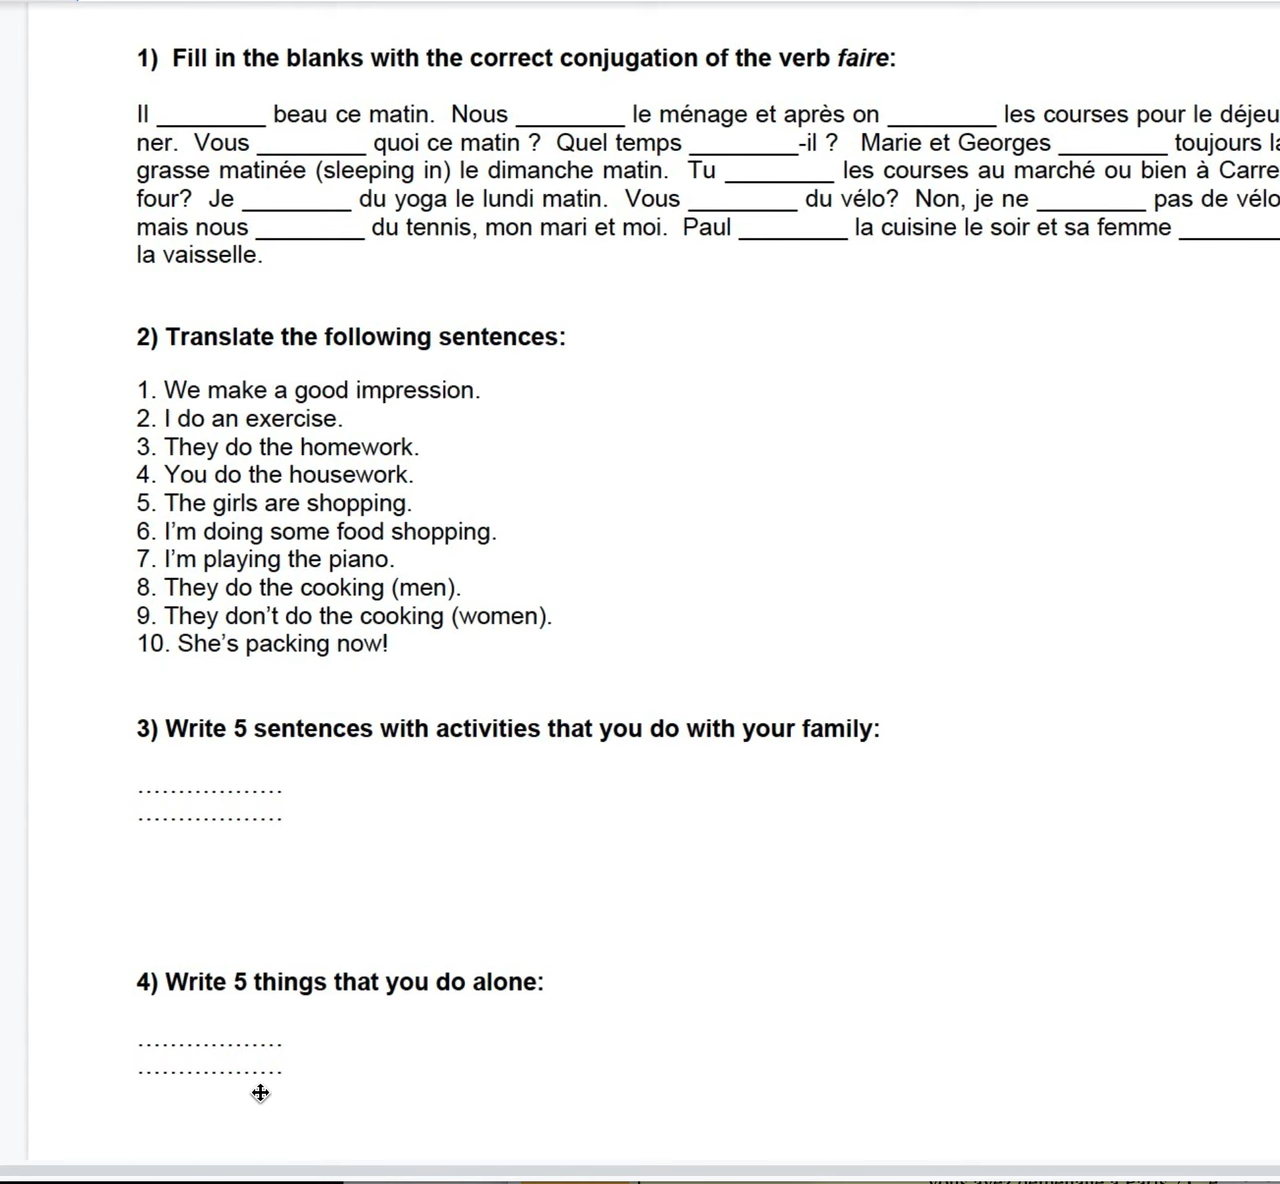 1) Fill in the blanks with the correct conjugation of the verb faire:
Il ________ beau ce matin. Nous ________ le ménage et après on ________ les courses pour le déjeu
ner. Vous ________ quoi ce matin ? Quel temps ________-il ? Marie et Georges ________ toujours la
grasse matinée (sleeping in) le dimanche matin. Tu ________ les courses au marché ou bien à Carre
four? Je ________ du yoga le lundi matin. Vous ________ du vélo? Non, je ne ________ pas de vélo
mais nous ________ du tennis, mon mari et moi. Paul ________ la cuisine le soir et sa femme ________
la vaisselle.
2) Translate the following sentences:
1. We make a good impression.
2. I do an exercise.
3. They do the homework.
4. You do the housework.
5. The girls are shopping.
6. I’m doing some food shopping.
7. I’m playing the piano.
8. They do the cooking (men).
9. They don’t do the cooking (women).
10. She’s packing now!
3) Write 5 sentences with activities that you do with your family:
………………
………………
4) Write 5 things that you do alone:
………………
………………